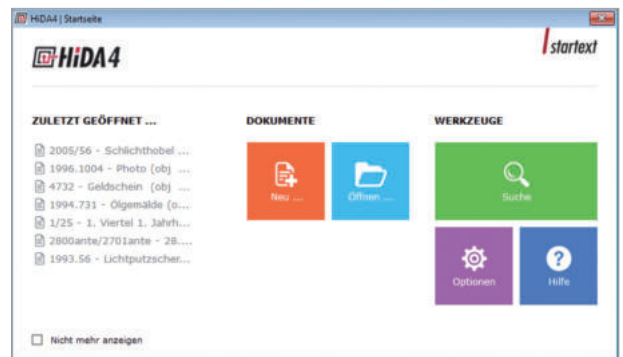 HiDA4 | Startseite
HiDA4
startext
ZULETZT GEÖFFNET ...
2005/56 - Schlichthobel ...
1996.1004 - Photo (obj ...
4732 - Geldschein (obj ...
1994.731 - Ölgemälde (o...
1/25 - 1. Viertel 1. Jahrh...
2800ante/2701ante - 28....
1993.56 - Lichtputzscher...
DOKUMENTE
Neu ...
Öffnen ...
WERKZEUGE
Suche
Optionen
Hilfe
Nicht mehr anzeigen